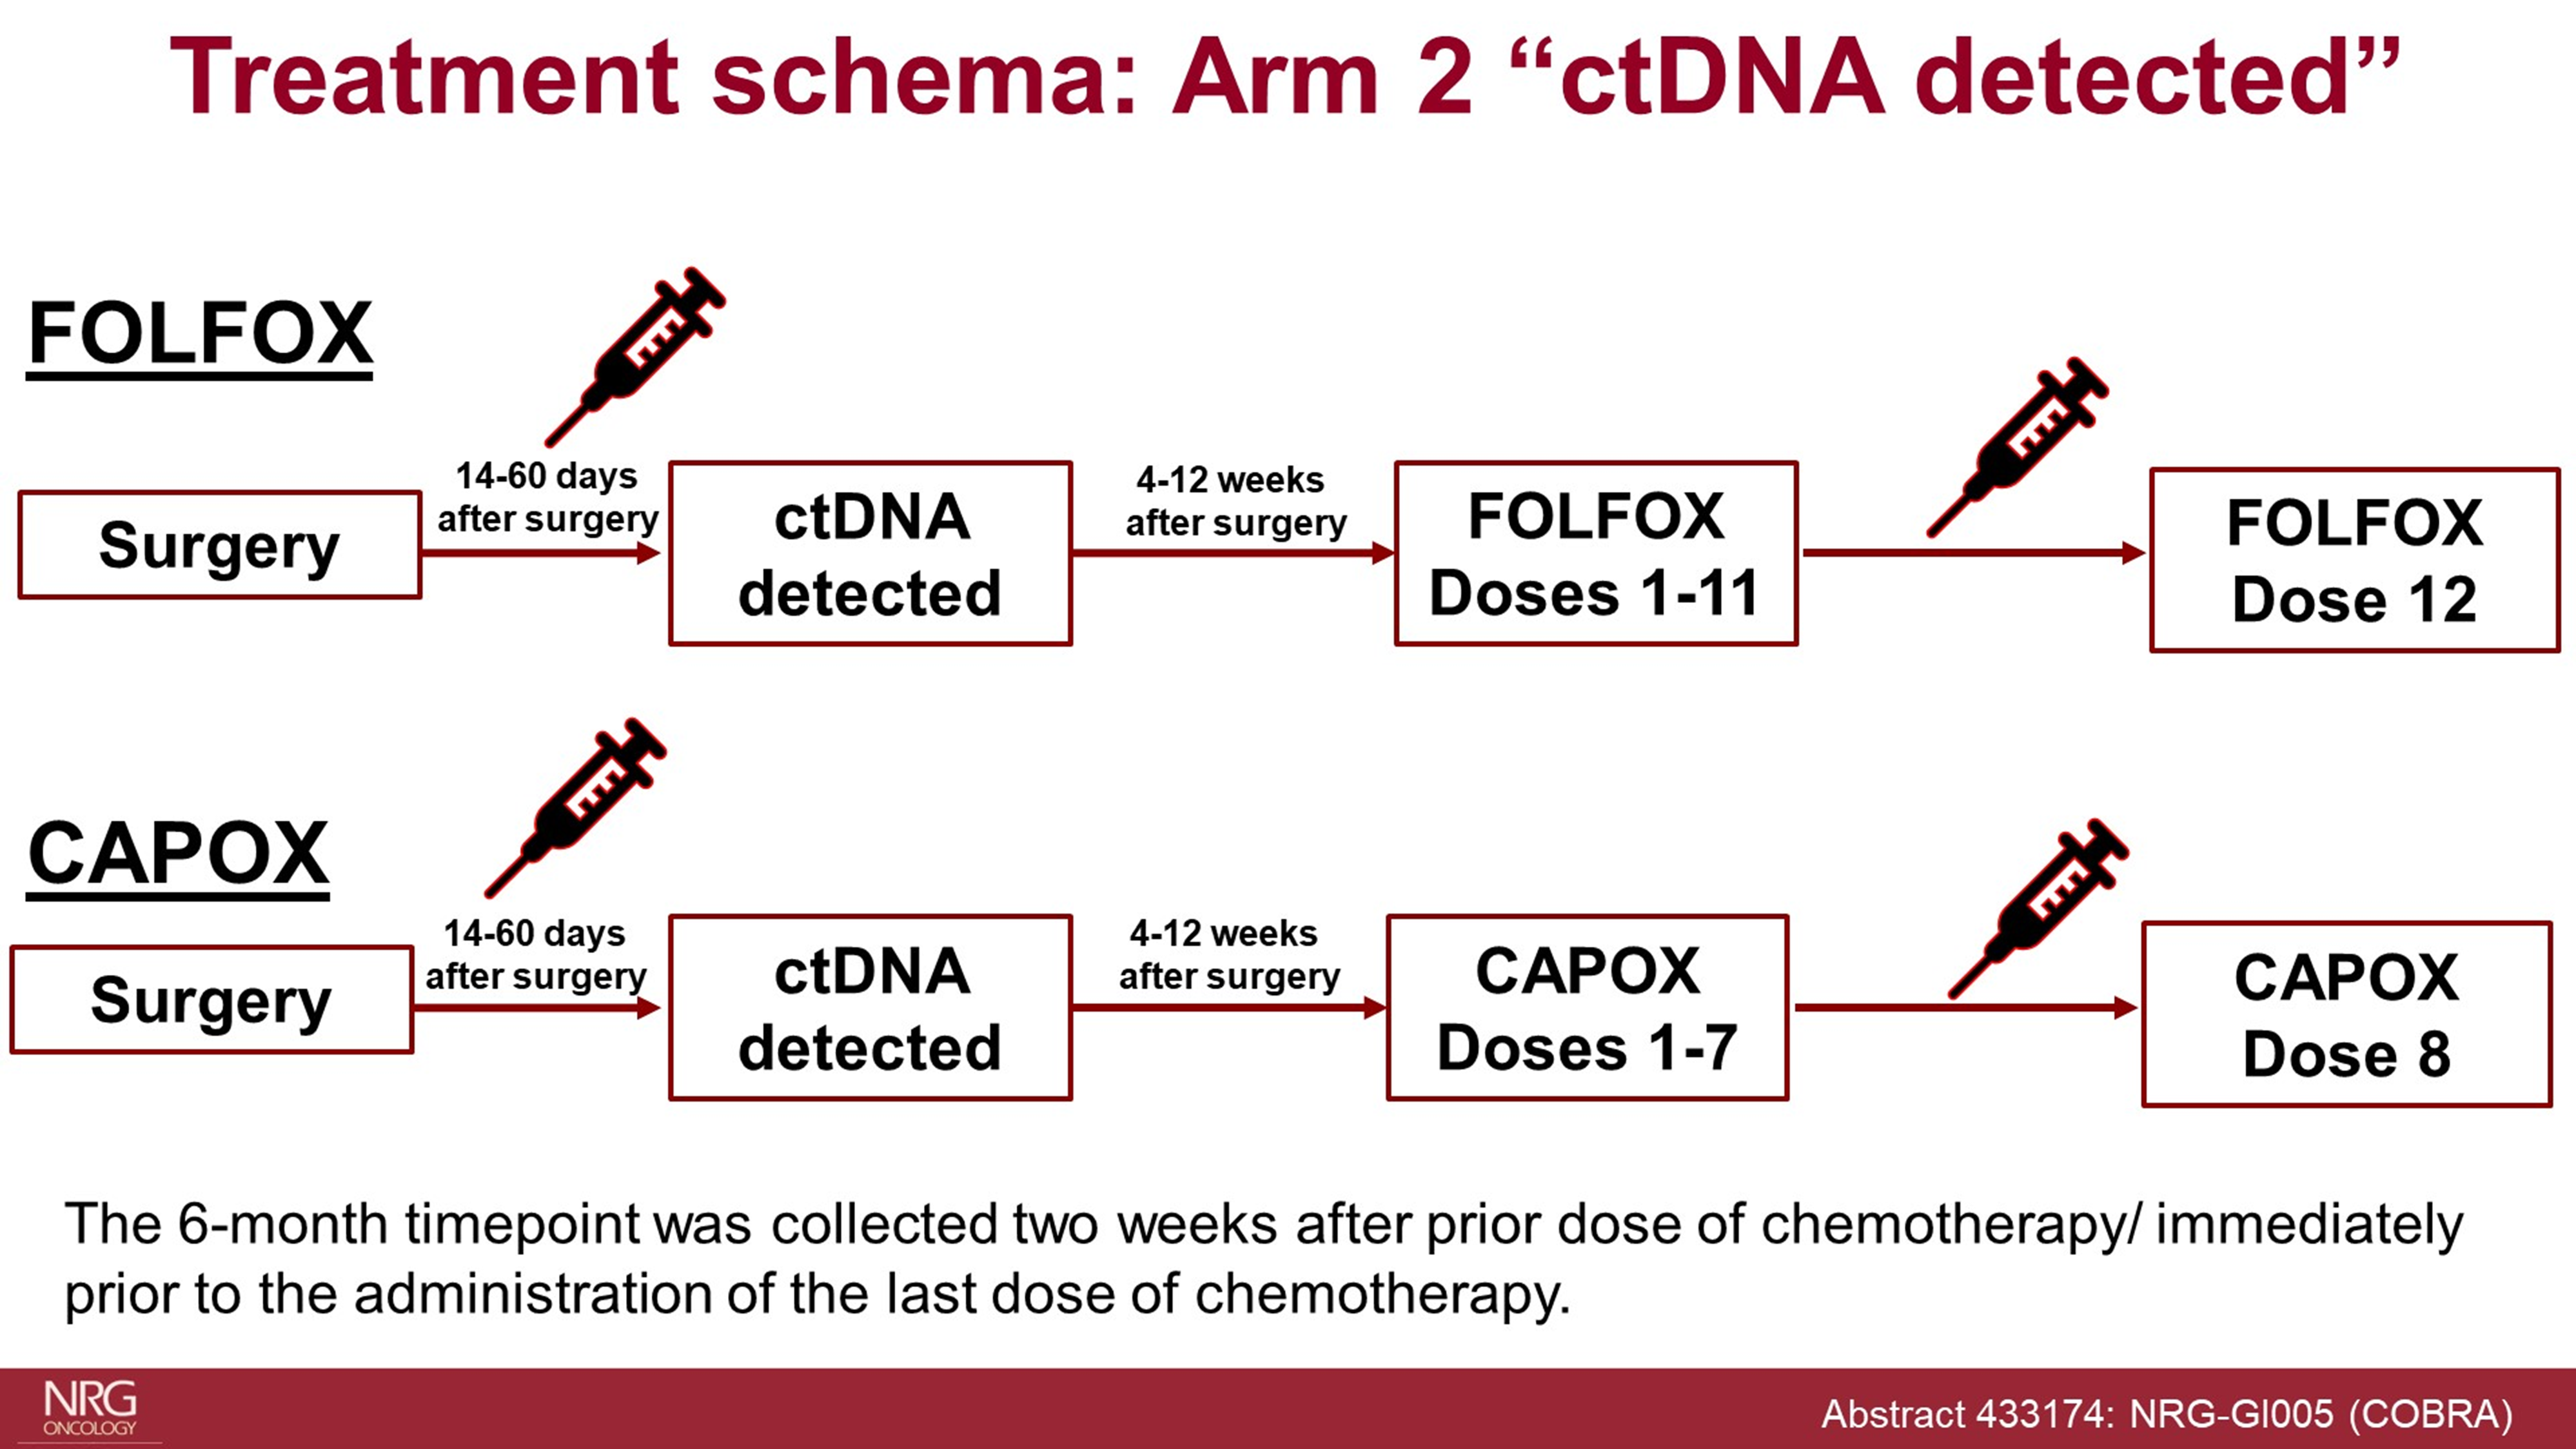 Treatment schema: Arm 2 “ctDNA detected”
FOLFOX
Surgery
14-60 days
after surgery
ctDNA
detected
4-12 weeks
after surgery
FOLFOX
Doses 1-11
FOLFOX
Dose 12
CAPOX
Surgery
14-60 days
after surgery
ctDNA
detected
4-12 weeks
after surgery
CAPOX
Doses 1-7
CAPOX
Dose 8
The 6-month timepoint was collected two weeks after prior dose of chemotherapy/ immediately
prior to the administration of the last dose of chemotherapy.
NRG
ONCOLOGY
Abstract 433174: NRG-GI005 (COBRA)